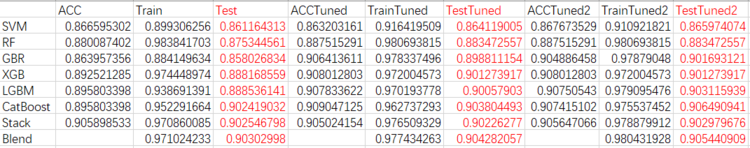 ACC Train Test ACCTuned TrainTuned TestTuned ACCTuned2 TrainTuned2 TestTuned2
SVM 0.866595302 0.899306256 0.861164313 0.863203161 0.916419509 0.864119005 0.867673529 0.910921821 0.865974074
RF 0.880087402 0.983841703 0.875344561 0.887515291 0.980693815 0.883472557 0.887515291 0.980693815 0.883472557
GBR 0.863957356 0.884149634 0.858026834 0.906413611 0.978337496 0.898811154 0.904886458 0.97879048 0.901693121
XGB 0.892521285 0.974448974 0.888168559 0.908012803 0.972004573 0.901273917 0.908012803 0.972004573 0.901273917
LGBM 0.895803398 0.938691391 0.888536141 0.907833622 0.970193778 0.90057903 0.90750543 0.979095476 0.903115939
CatBoost 0.895803398 0.952291664 0.902419032 0.909047125 0.962737293 0.903804493 0.907415102 0.975537452 0.906490941
Stack 0.905898533 0.970860085 0.902546798 0.905024154 0.976509329 0.90226277 0.905647066 0.978879912 0.902979676
Blend 0.971024233 0.90302998 0.977434263 0.904282057 0.980431928 0.905440909